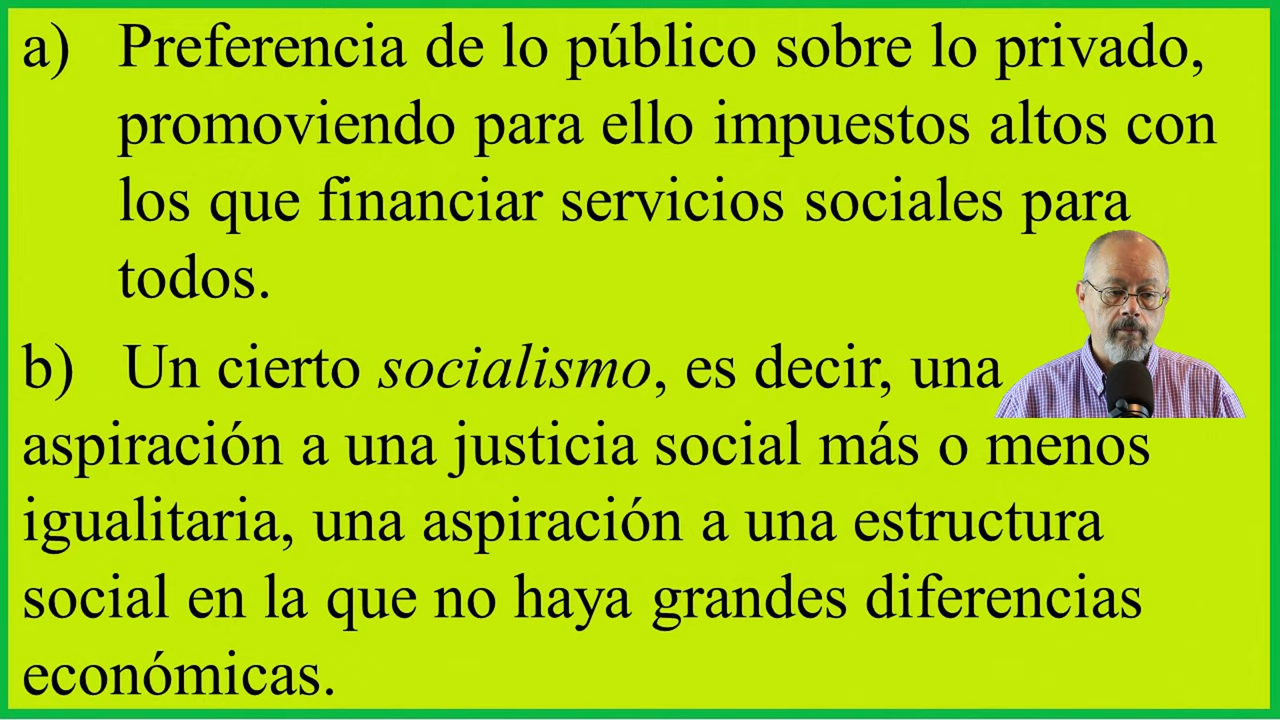 a) Preferencia de lo público sobre lo privado,
promoviendo para ello impuestos altos con
los que financiar servicios sociales para
todos.
b) Un cierto socialismo, es decir, una
aspiración a una justicia social más o menos
igualitaria, una aspiración a una estructura
social en la que no haya grandes diferencias
económicas.